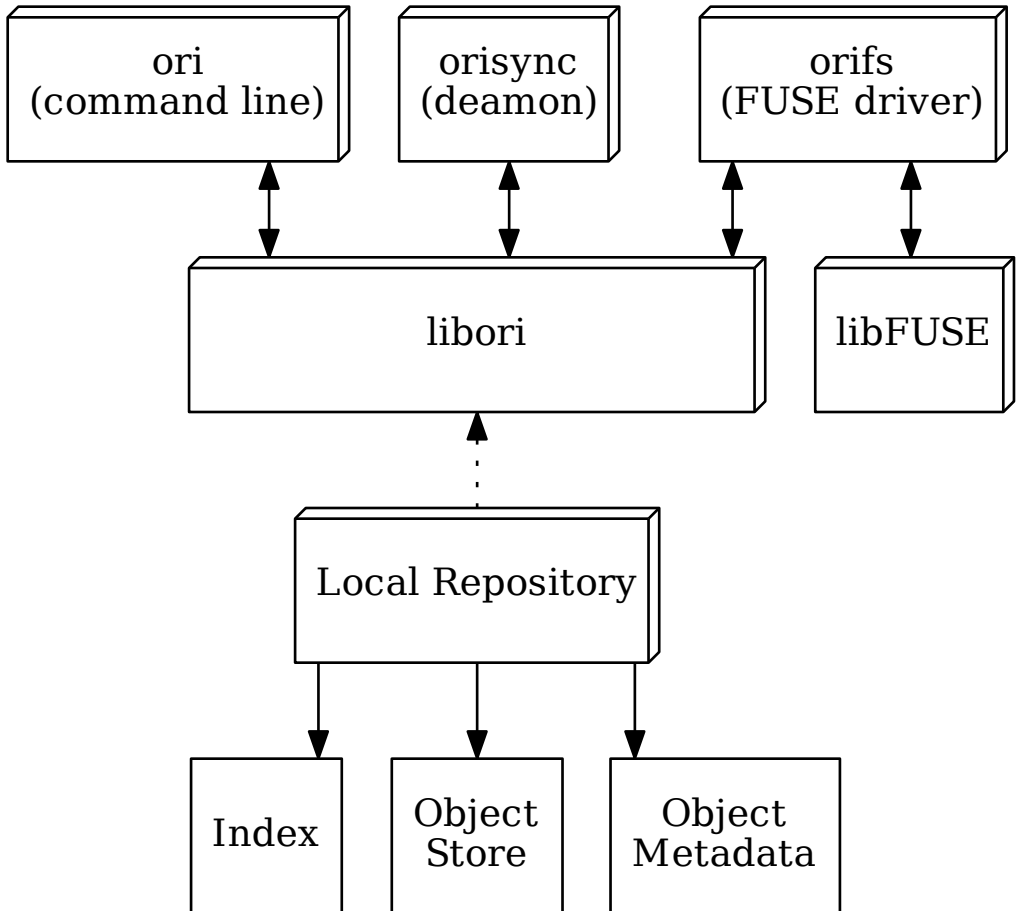 ori
(command line)
orisync
(deamon)
orifs
(FUSE driver)
libori
libFUSE
Local Repository
Index
Object
Store
Object
Metadata